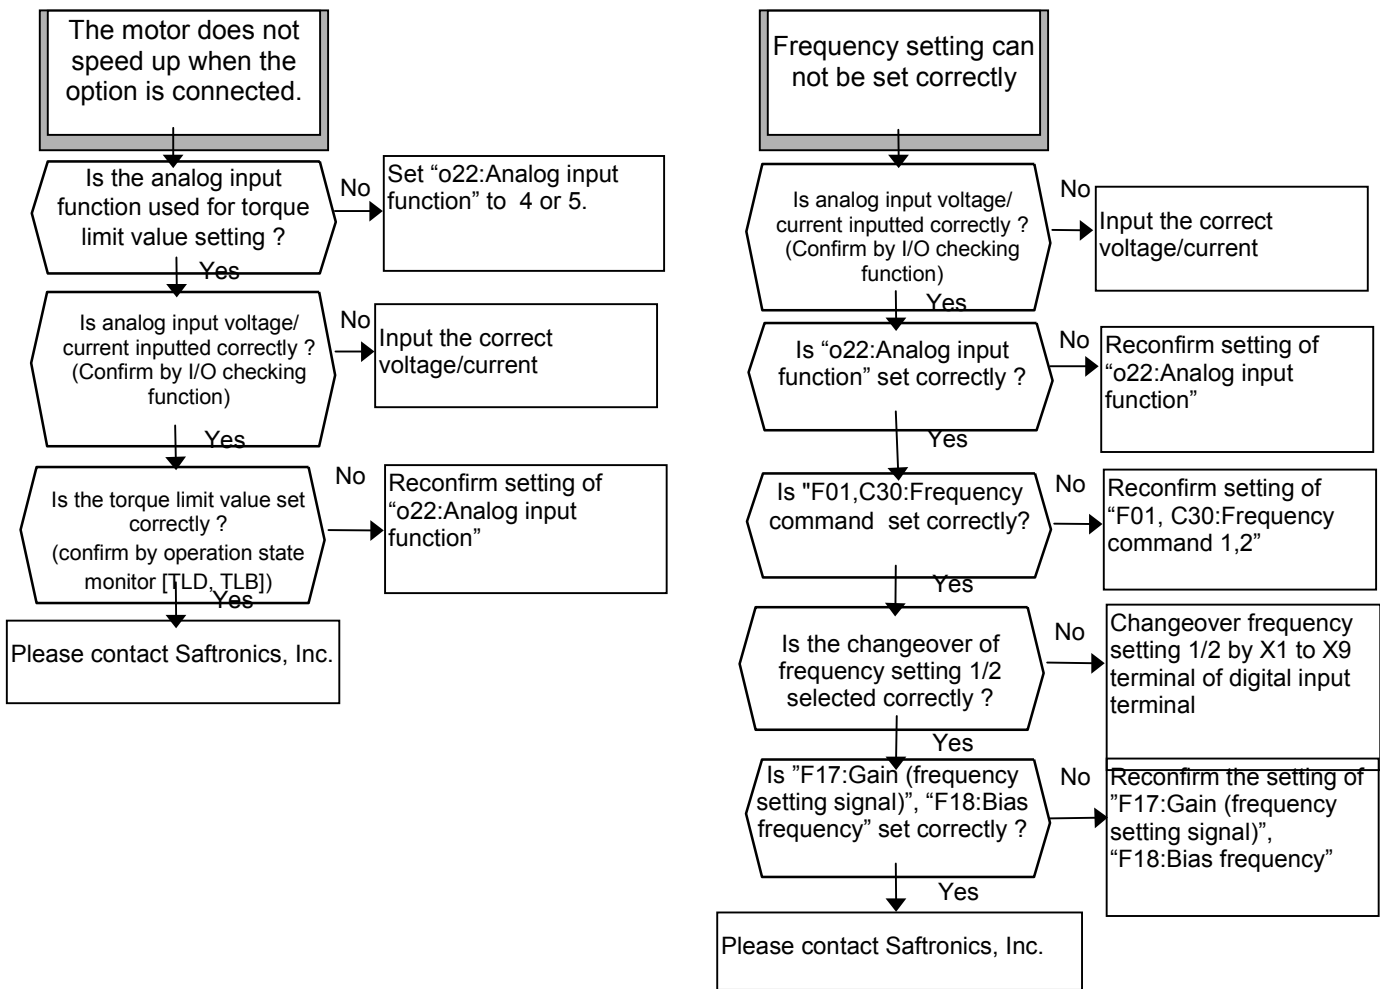 The motor does not
speed up when the
option is connected.
Is the analog input
function used for torque
limit value setting ?
No
Set “o22:Analog input
function” to  4 or 5.
Yes
Is analog input voltage/
current inputted correctly ?
(Confirm by I/O checking
function)
No
Input the correct
voltage/current
Yes
Is the torque limit value set
correctly ?
(confirm by operation state
monitor [TLD, TLB])
No
Reconfirm setting of
“o22:Analog input
function”
Yes
Please contact Saftronics, Inc.
Frequency setting can
not be set correctly
Is analog input voltage/
current inputted correctly ?
(Confirm by I/O checking
function)
No
Input the correct
voltage/current
Yes
Is “o22:Analog input
function” set correctly ?
No
Reconfirm setting of
“o22:Analog input
function”
Yes
Is "F01,C30:Frequency
command  set correctly?
No
Reconfirm setting of
“F01, C30:Frequency
command 1,2”
Yes
Is the changeover of
frequency setting 1/2
selected correctly ?
No
Changeover frequency
setting 1/2 by X1 to X9
terminal of digital input
terminal
Yes
Is ”F17:Gain (frequency
setting signal)”, “F18:Bias
frequency” set correctly ?
No
Reconfirm the setting of
”F17:Gain (frequency
setting signal)”,
“F18:Bias frequency”
Yes
Please contact Saftronics, Inc.